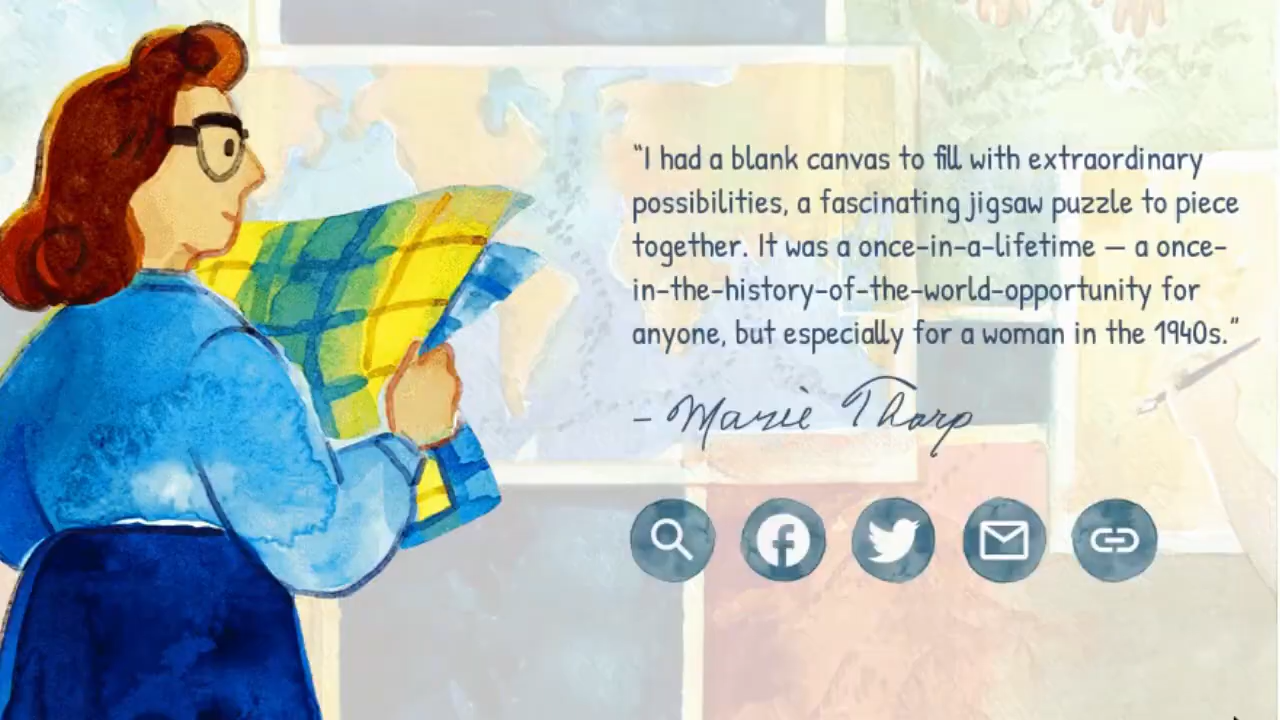 “I had a blank canvas to fill with extraordinary
possibilities, a fascinating jigsaw puzzle to piece
together. It was a once-in-a-lifetime — a once-
in-the-history-of-the-world-opportunity for
anyone, but especially for a woman in the 1940s.”
– Marie Tharp